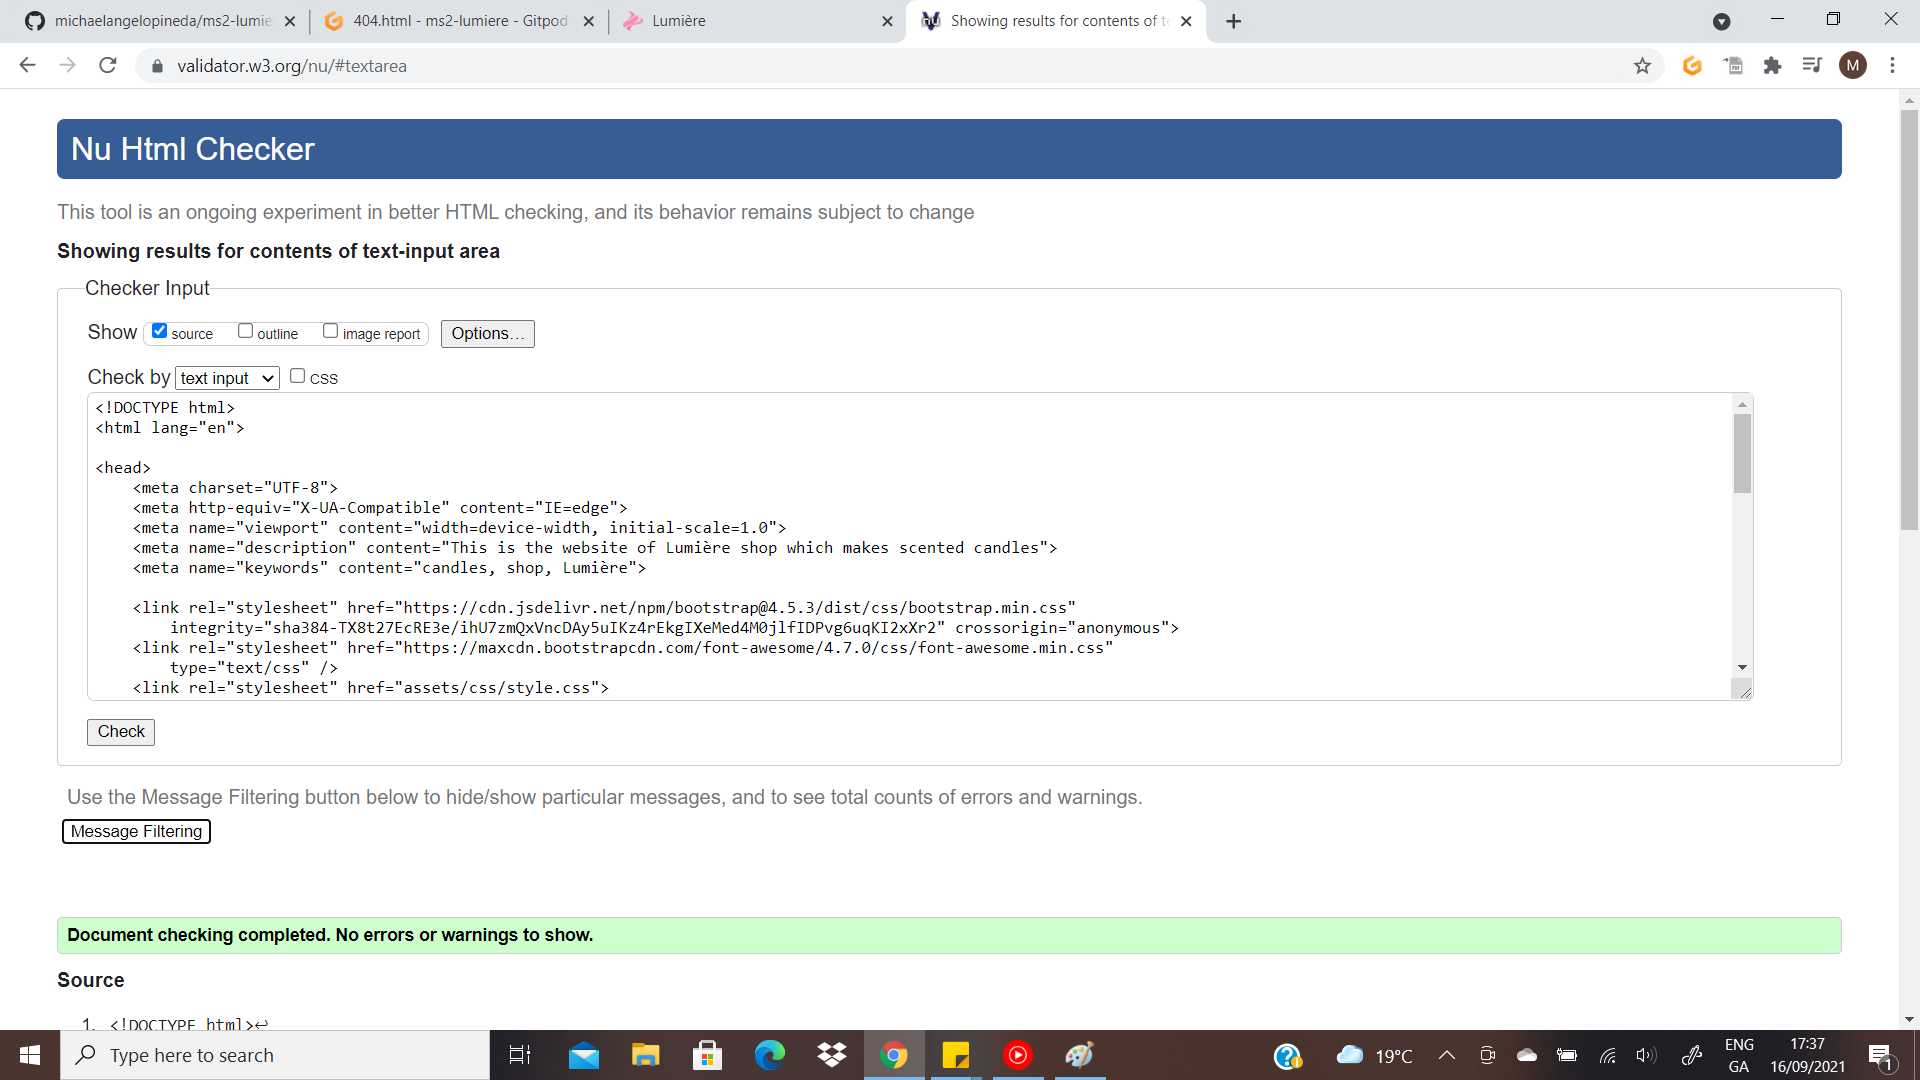 michaelangelopineda/ms2-lumie
404.html - ms2-lumiere - Gitpod
Lumière
Showing results for contents of te
validator.w3.org/nu/#textarea
M
Nu Html Checker
This tool is an ongoing experiment in better HTML checking, and its behavior remains subject to change
Showing results for contents of text-input area
Checker Input
Show source outline image report Options...
Check by text input CSS
<!DOCTYPE html>
<html lang="en">
<head>
<meta charset="UTF-8">
<meta http-equiv="X-UA-Compatible" content="IE=edge">
<meta name="viewport" content="width=device-width, initial-scale=1.0">
<meta name="description" content="This is the website of Lumière shop which makes scented candles">
<meta name="keywords" content="candles, shop, Lumière">
<link rel="stylesheet" href="https://cdn.jsdelivr.net/npm/bootstrap@4.5.3/dist/css/bootstrap.min.css"
integrity="sha384-TX8t27EcRE3e/ihU7zmQxVncDAy5uIKz4rEkgIXeMed4M0jlfIDPvg6uqKI2xXr2" crossorigin="anonymous">
<link rel="stylesheet" href="https://maxcdn.bootstrapcdn.com/font-awesome/4.7.0/css/font-awesome.min.css"
type="text/css" />
<link rel="stylesheet" href="assets/css/style.css">
Check
Use the Message Filtering button below to hide/show particular messages, and to see total counts of errors and warnings.
Message Filtering
Document checking completed. No errors or warnings to show.
Source
1. <!DOCTYPE html>↩
Type here to search
19°C
ENG
GA
17:37
16/09/2021
1